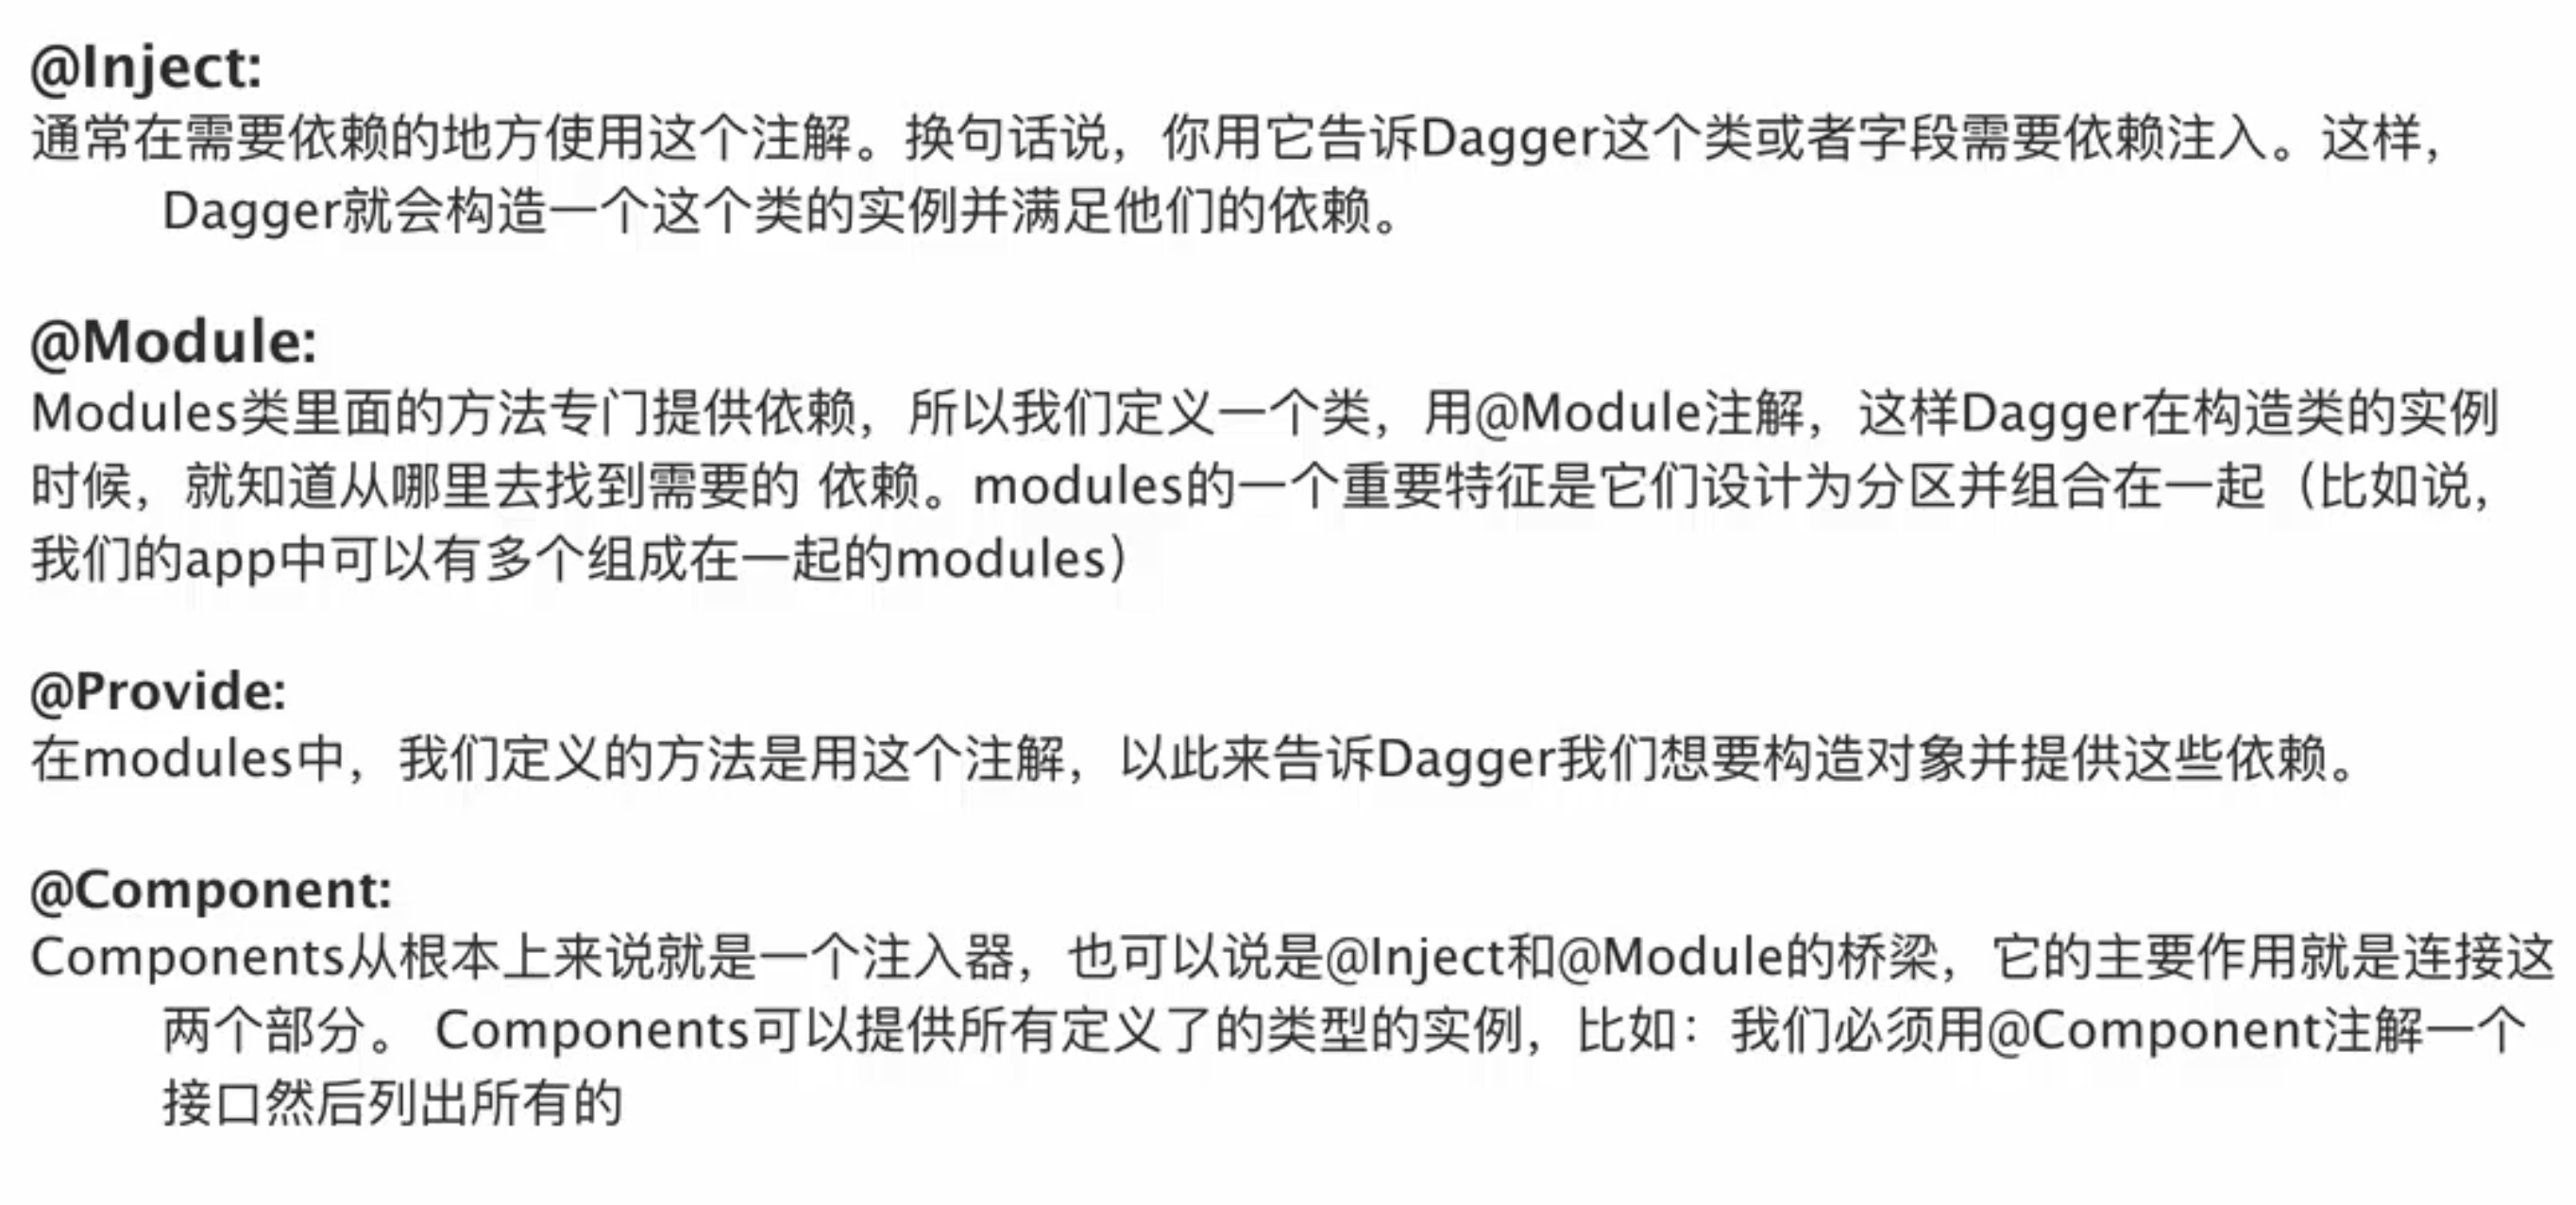 @Inject:
通常在需要依赖的地方使用这个注解。换句话说，你用它告诉Dagger这个类或者字段需要依赖注入。这样，
Dagger就会构造一个这个类的实例并满足他们的依赖。
@Module:
Modules类里面的方法专门提供依赖，所以我们定义一个类，用@Module注解，这样Dagger在构造类的实例
时候，就知道从哪里去找到需要的 依赖。modules的一个重要特征是它们设计为分区并组合在一起（比如说，
我们的app中可以有多个组成在一起的modules）
@Provide:
在modules中，我们定义的方法是用这个注解，以此来告诉Dagger我们想要构造对象并提供这些依赖。
@Component:
Components从根本上来说就是一个注入器，也可以说是@Inject和@Module的桥梁，它的主要作用就是连接这
两个部分。 Components可以提供所有定义了的类型的实例，比如：我们必须用@Component注解一个
接口然后列出所有的